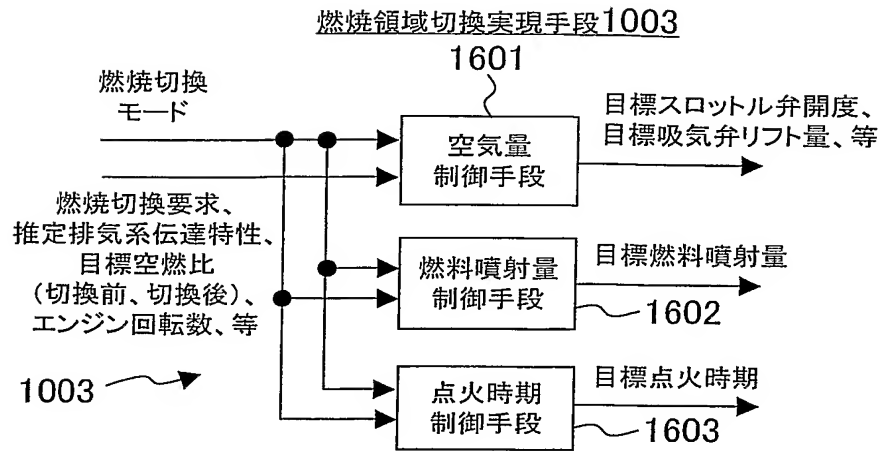 燃焼領域切換実現手段1003
1601
燃焼切換
モード
空気量
制御手段
目標スロットル弁開度、
目標吸気弁リフト量、等
燃焼切換要求、
推定排気系伝達特性、
目標空燃比
(切換前、切換後)、
エンジン回転数、等
燃料噴射量
制御手段
目標燃料噴射量
1602
1003
点火時期
制御手段
目標点火時期
1603